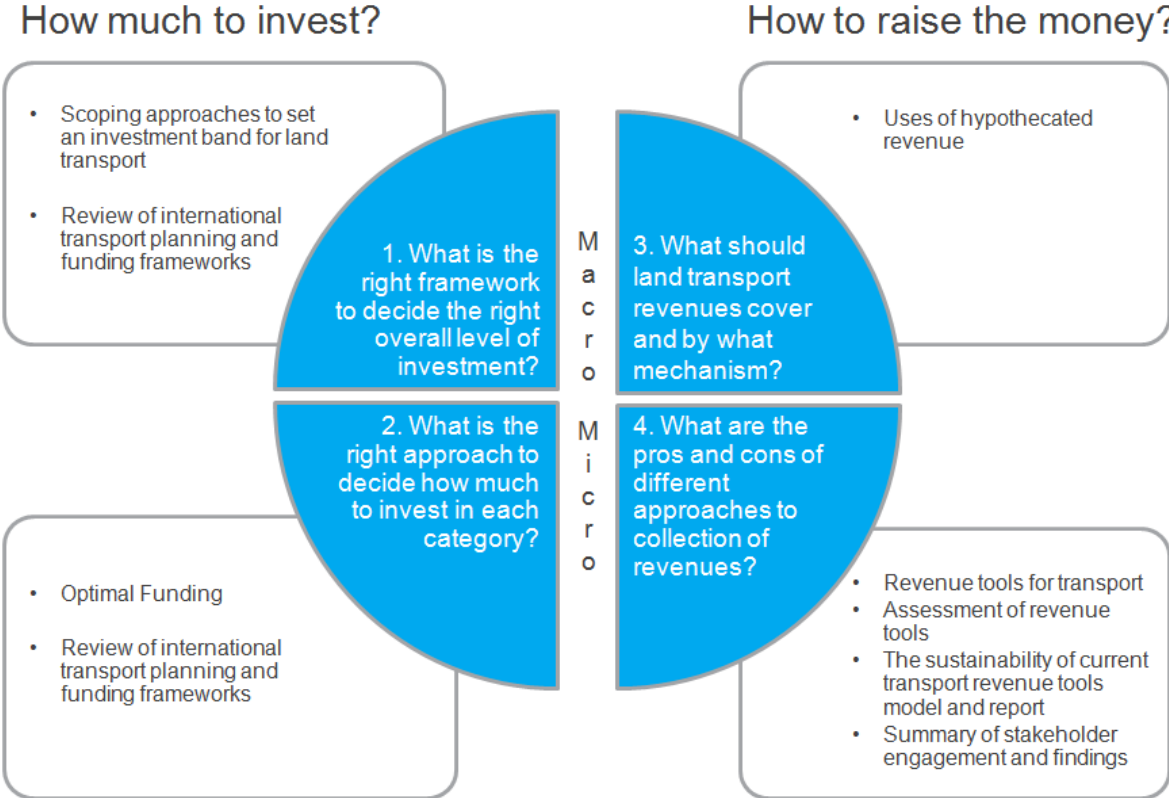 How much to invest?
How to raise the money?
• Scoping approaches to set
an investment band for land
transport
• Review of international
transport planning and
funding frameworks
1. What is the
right framework
to decide the right
overall level of
investment?
Macro
3. What should
land transport
revenues cover
and by what
mechanism?
• Uses of hypothecated
revenue
2. What is the
right approach to
decide how much
to invest in each
category?
Micro
4. What are the
pros and cons of
different
approaches to
collection of
revenues?
• Optimal Funding
• Review of international
transport planning and
funding frameworks
• Revenue tools for transport
• Assessment of revenue
tools
• The sustainability of current
transport revenue tools
model and report
• Summary of stakeholder
engagement and findings